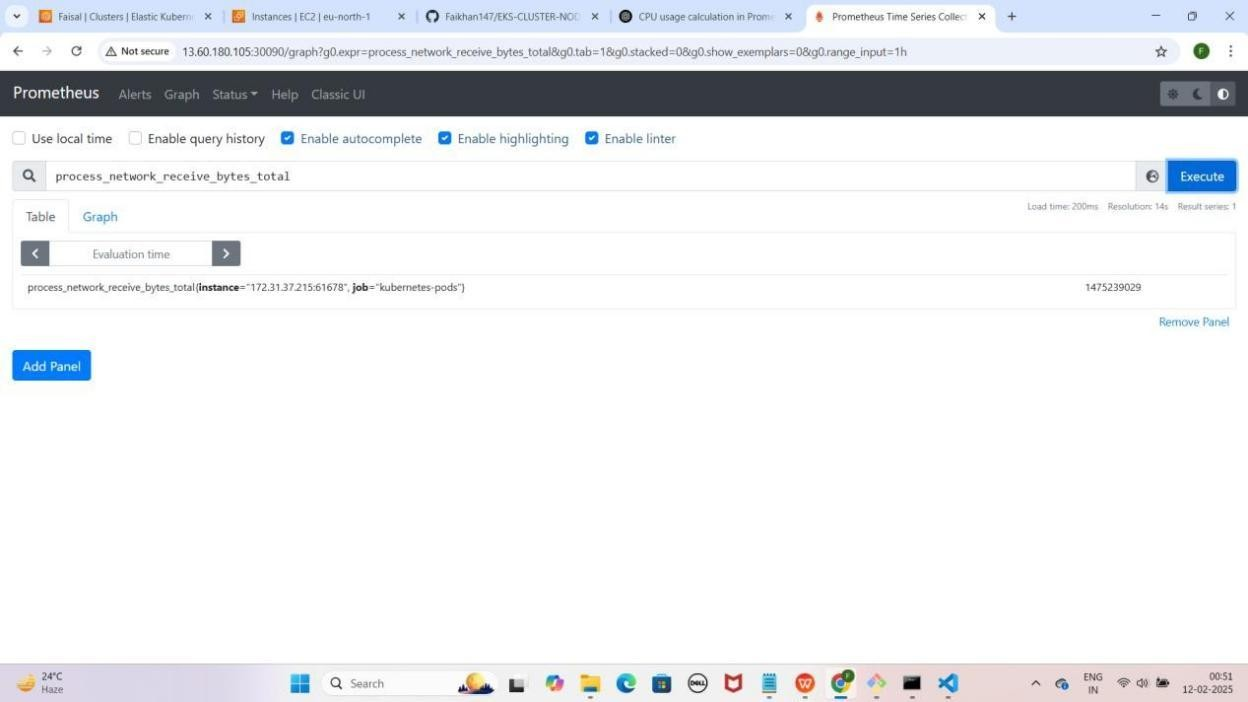 Faisal | Clusters | Elastic Kubern
Instances | EC2 | eu-north-1
Faikhan147/EKS-CLUSTER-NOD
CPU usage calculation in Prome
Prometheus Time Series Collect
Not secure
13.60.180.105:30090/graph?g0.expr=process_network_receive_bytes_total&g0.tab=1&g0.stacked=0&g0.show_exemplars=0&g0.range_input=1h
F
Prometheus Alerts Graph Status Help Classic UI
Use local time Enable query history Enable autocomplete Enable highlighting Enable linter
process_network_receive_bytes_total
Execute
Table Graph
Load time: 200ms Resolution: 14s Result series: 1
Evaluation time
process_network_receive_bytes_total{instance="172.31.37.215:61678", job="kubernetes-pods"} 1475239029
Remove Panel
Add Panel
24°C
Haze
Search
DELL
F
ENG
IN
00:51
12-02-2025